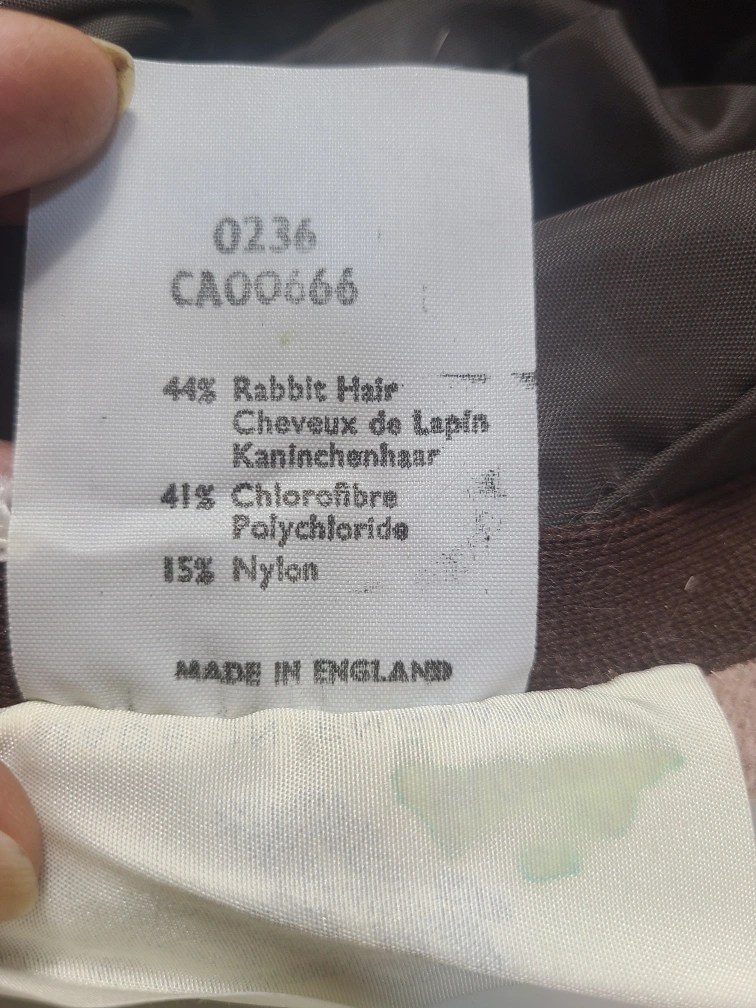 0236
CA00666
44% Rabbit Hair
Cheveux de Lapin
Kaninchenhaar
41% Chlorofibre
Polychloride
15% Nylon
MADE IN ENGLAND